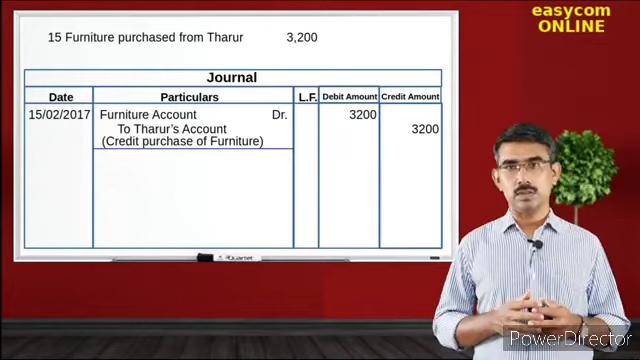 easycom
ONLINE
15 Furniture purchased from Tharur 3,200
Journal
Date Particulars L.F. Debit Amount Credit Amount
15/02/2017 Furniture Account Dr. 3200
To Tharur's Account 3200
(Credit purchase of Furniture)
Quartet
PowerDirector